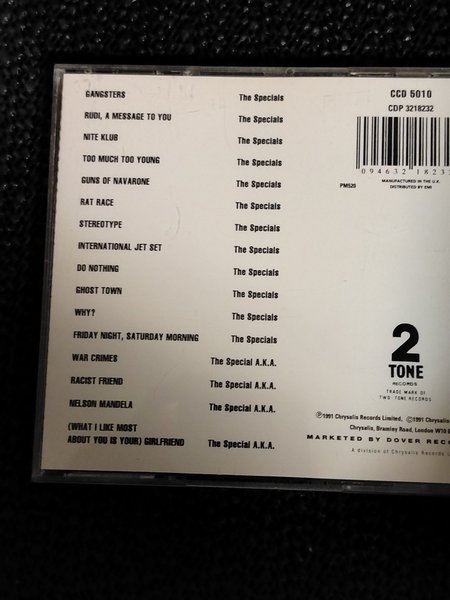 GANGSTERS The Specials
RUDI, A MESSAGE TO YOU The Specials
NITE KLUB The Specials
TOO MUCH TOO YOUNG The Specials
GUNS OF NAVARONE The Specials
RAT RACE The Specials
STEREOTYPE The Specials
INTERNATIONAL JET SET The Specials
DO NOTHING The Specials
GHOST TOWN The Specials
WHY? The Specials
FRIDAY NIGHT, SATURDAY MORNING The Specials
WAR CRIMES The Special A.K.A.
RACIST FRIEND The Special A.K.A.
NELSON MANDELA The Special A.K.A.
(WHAT I LIKE MOST
ABOUT YOU IS YOUR) GIRLFRIEND The Special A.K.A.
CCD 5010
CDP 3218232
0 94632 1823
PM520
MANUFACTURED IN THE U.K.
DISTRIBUTED BY EMI
2
TONE
RECORDS
TRADE MARK OF
TWO-TONE RECORDS
℗1991 Chrysalis Records Limited, ©1991 Chrysalis
Chrysalis, Bramley Road, London W10
MARKETED BY DOVER
A division of Chrysalis Records